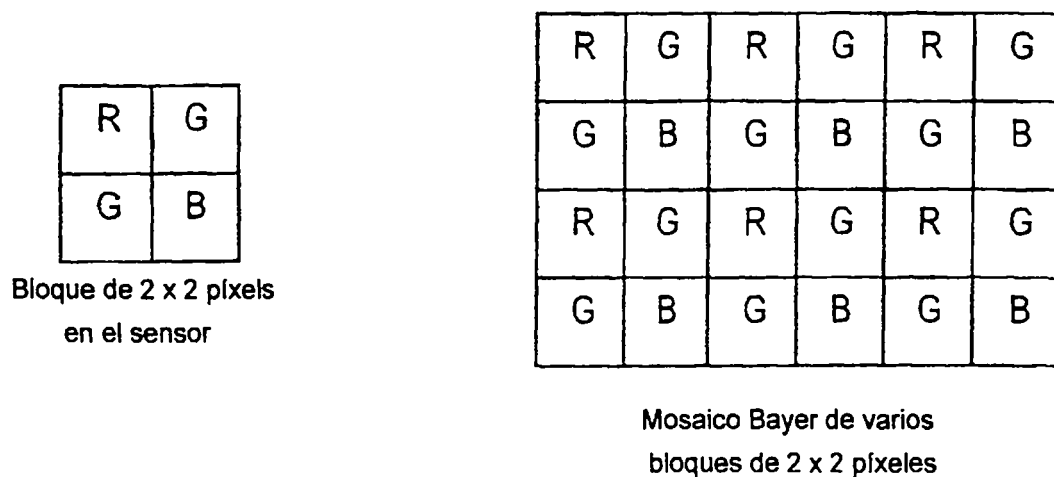 R G
G B
Bloque de 2 x 2 píxels
en el sensor
R G R G R G
G B G B G B
R G R G R G
G B G B G B
Mosaico Bayer de varios
bloques de 2 x 2 píxeles